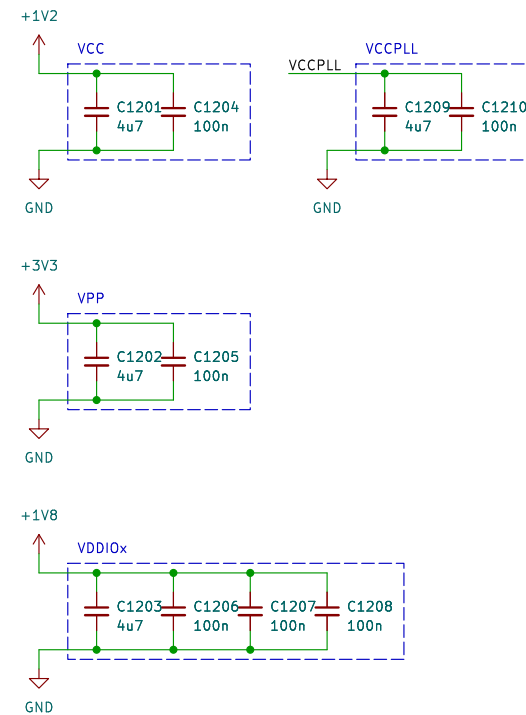 +1V2
VCC
C1201
4u7
C1204
100n
GND
VCCPLL
VCCPLL
C1209
4u7
C1210
100n
GND
+3V3
VPP
C1202
4u7
C1205
100n
GND
+1V8
VDDIOx
C1203
4u7
C1206
100n
C1207
100n
C1208
100n
GND